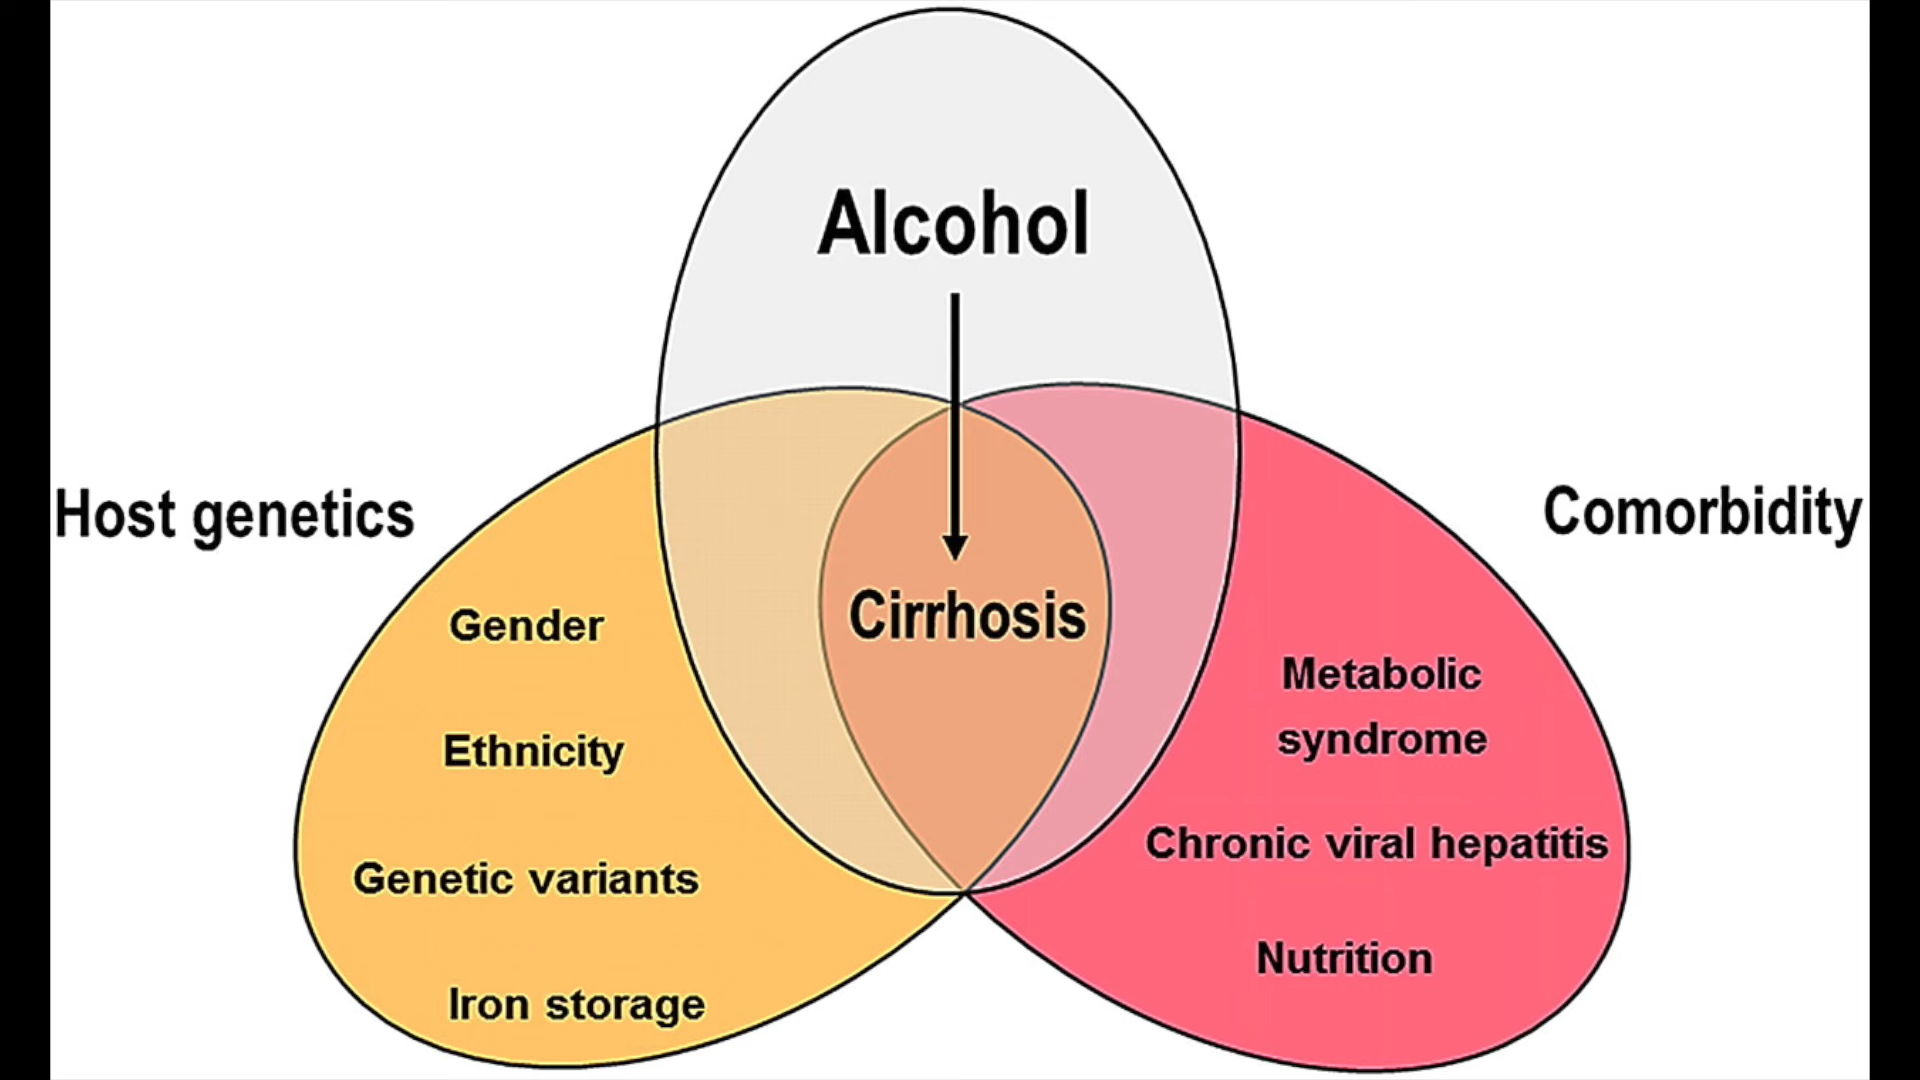 Alcohol
Host genetics
Comorbidity
Cirrhosis
Gender
Ethnicity
Genetic variants
Iron storage
Metabolic
syndrome
Chronic viral hepatitis
Nutrition